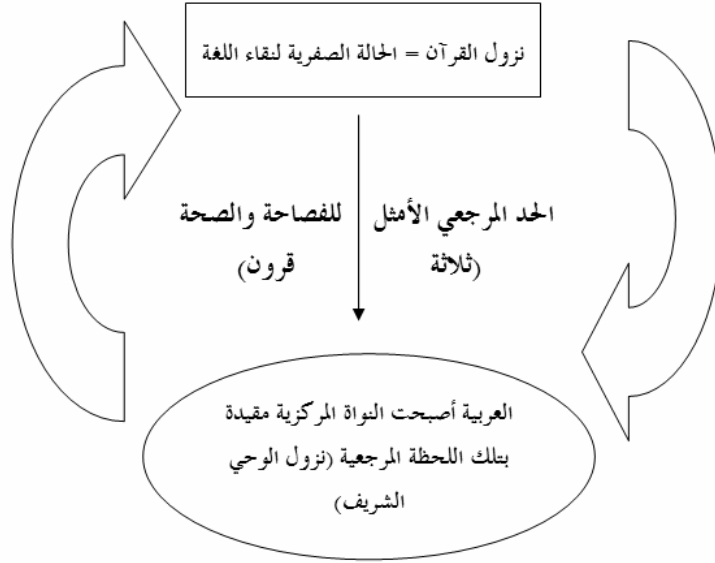 نزول القرآن = الحالة الصفرية لنقاء اللغة
الحد المرجعي الأمثل للفصاحة والصحة
(ثلاثة قرون)
العربية أصبحت النواة المركزية مقيدة
بتلك اللحظة المرجعية (نزول الوحي
الشريف)